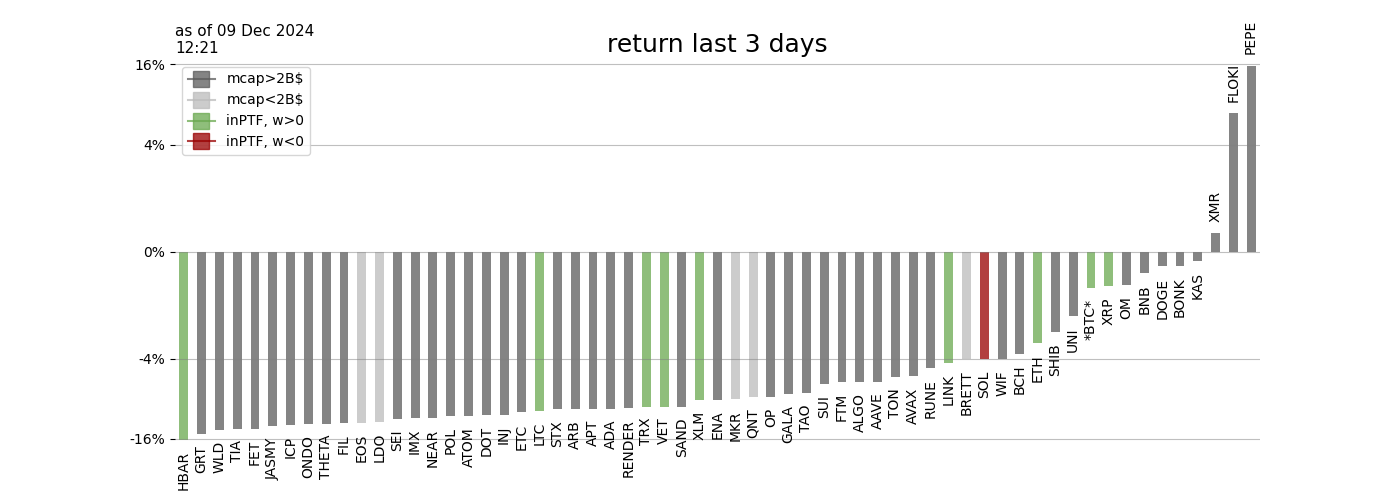 as of 09 Dec 2024
12:21
return last 3 days
16%
4%
0%
-4%
-16%
mcap>2B$
mcap<2B$
inPTF, w>0
inPTF, w<0
HBAR
GRT
WLD
TIA
FET
JASMY
ICP
ONDO
THETA
FIL
EOS
LDO
SEI
IMX
NEAR
POL
ATOM
DOT
INJ
ETC
LTC
STX
ARB
APT
ADA
RENDER
TRX
VET
SAND
XLM
ENA
MKR
QNT
OP
GALA
TAO
SUI
FTM
ALGO
AAVE
TON
AVAX
RUNE
LINK
BRETT
SOL
WIF
BCH
ETH
SHIB
UNI
*BTC*
XRP
OM
BNB
DOGE
BONK
KAS
XMR
FLOKI
PEPE